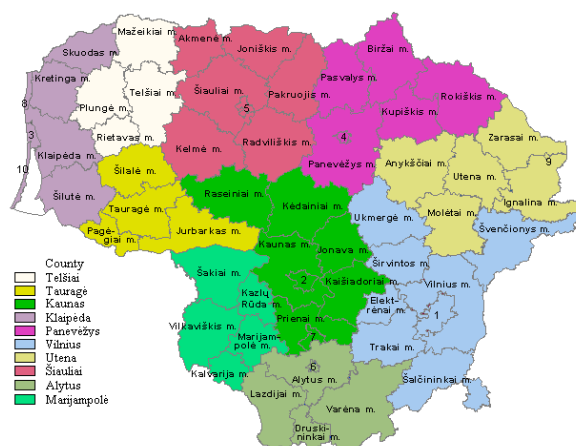 Mažeikiai m.
Skuodas m.
Akmenė m.
Joniškis m.
Biržai m.
Pasvalys m.
Kretinga m.
Telšiai m.
Šiauliai m.
Pakruojis m.
Rokiškis m.
8
Plungė m.
5
Kupiškis m.
3
Rietavas m.
Radviliškis m.
4
Zarasai m.
Klaipėda m.
Kelmė m.
Panevėžys m.
Anykščiai m.
9
10
Šilalė m.
Utena m.
Šilutė m.
Raseiniai m.
Kėdainiai m.
Ignalina m.
Tauragė m.
Ukmergė m.
Molėtai m.
Pagė-
giai m.
Jurbarkas m.
Švenčionys m.
Kaunas m.
Jonava m.
Širvintos m.
County
Telšiai
Tauragė
Kaunas
Klaipėda
Panevėžys
Vilnius
Utena
Šiauliai
Alytus
Marijampolė
Šakiai m.
2
Kaišiadoriai m.
Vilnius m.
Kazlų
Rūda m.
Elekt-
rėnai m.
1
Vilkaviškis m.
Prienai m.
Marijam-
polė m.
7
Trakai m.
Kalvarija m.
6
Alytus m.
Šalčininkai m.
Lazdijai m.
Varėna m.
Druski-
ninkai m.